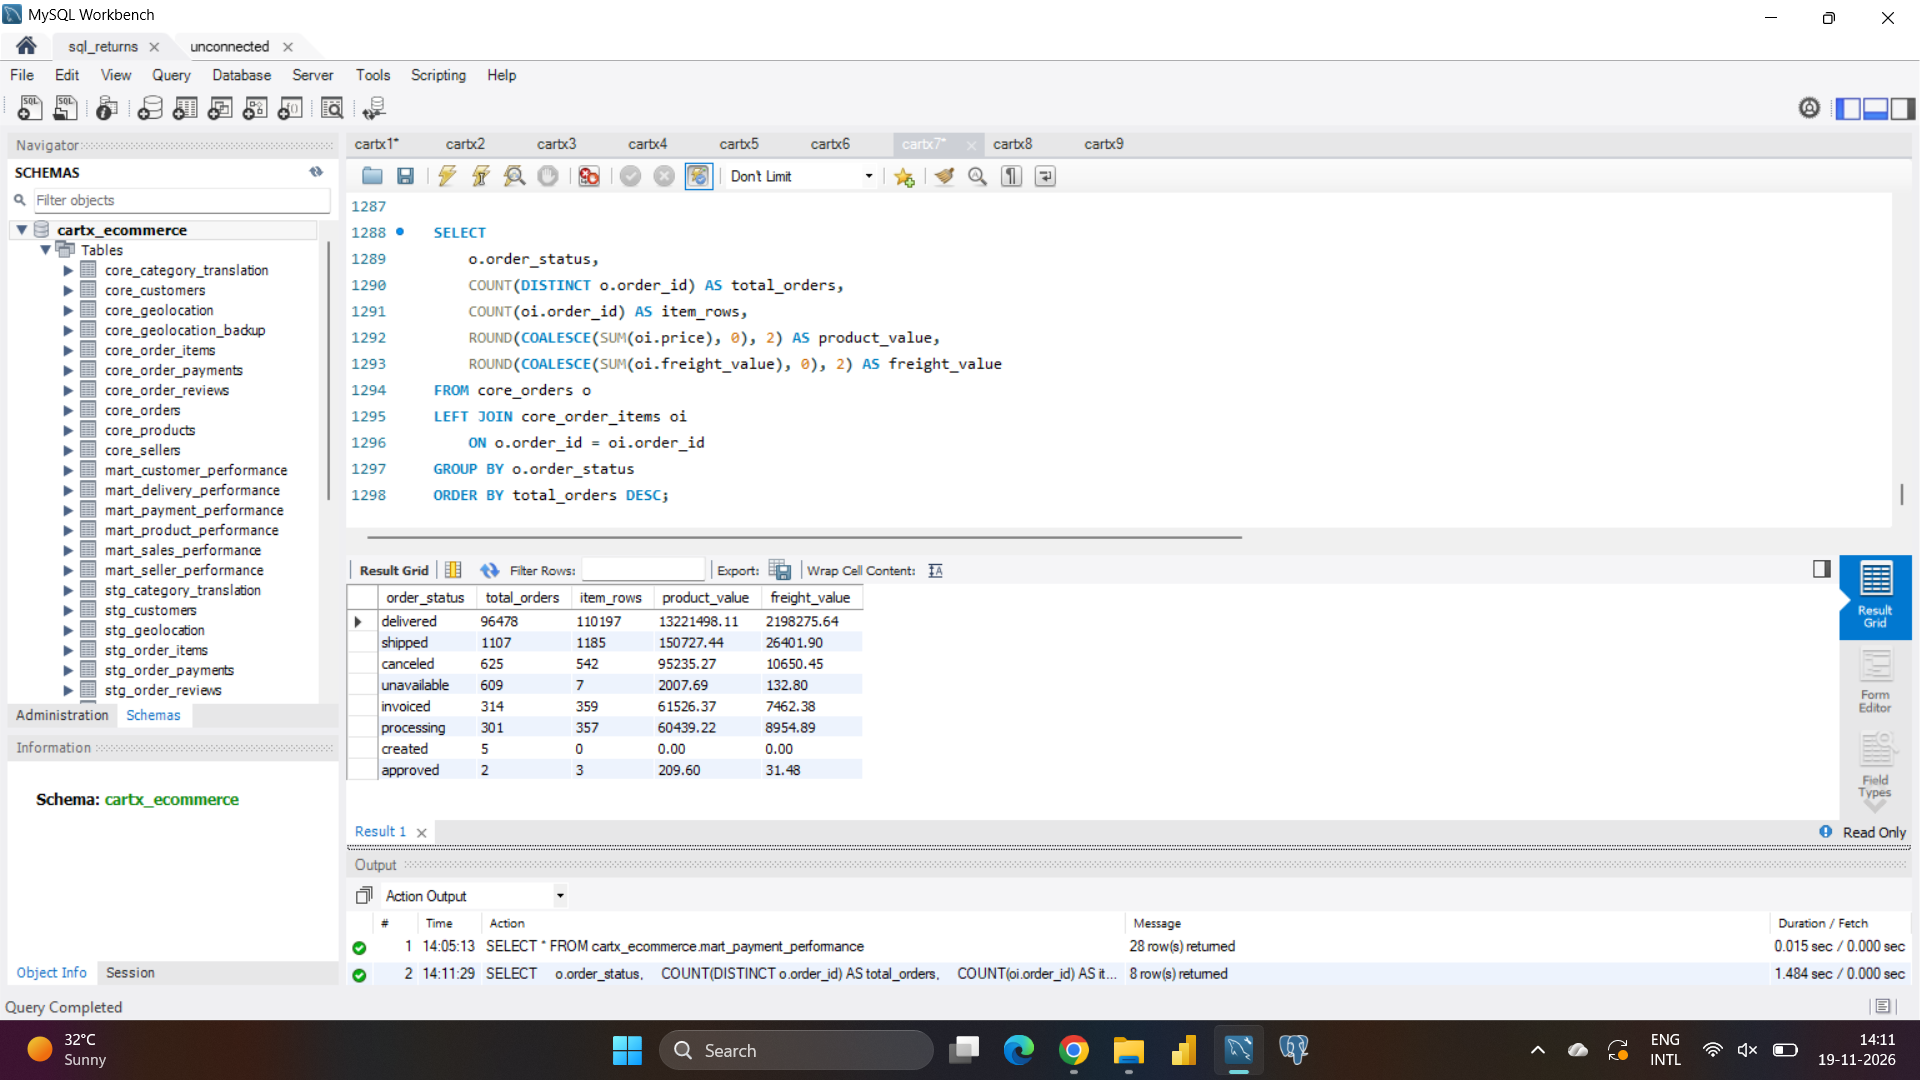 MySQL Workbench
sql_returns
unconnected
File Edit View Query Database Server Tools Scripting Help
Navigator
SCHEMAS
Filter objects
cartx_ecommerce
Tables
core_category_translation
core_customers
core_geolocation
core_geolocation_backup
core_order_items
core_order_payments
core_order_reviews
core_orders
core_products
core_sellers
mart_customer_performance
mart_delivery_performance
mart_payment_performance
mart_product_performance
mart_sales_performance
mart_seller_performance
stg_category_translation
stg_customers
stg_geolocation
stg_order_items
stg_order_payments
stg_order_reviews
Administration Schemas
Information
Schema: cartx_ecommerce
Object Info Session
cartx1* cartx2 cartx3 cartx4 cartx5 cartx6 cartx7* cartx8 cartx9
Don't Limit
1287
1288 SELECT
1289 o.order_status,
1290 COUNT(DISTINCT o.order_id) AS total_orders,
1291 COUNT(oi.order_id) AS item_rows,
1292 ROUND(COALESCE(SUM(oi.price), 0), 2) AS product_value,
1293 ROUND(COALESCE(SUM(oi.freight_value), 0), 2) AS freight_value
1294 FROM core_orders o
1295 LEFT JOIN core_order_items oi
1296 ON o.order_id = oi.order_id
1297 GROUP BY o.order_status
1298 ORDER BY total_orders DESC;
Result Grid Filter Rows: Export: Wrap Cell Content:
order_status total_orders item_rows product_value freight_value
delivered 96478 110197 13221498.11 2198275.64
shipped 1107 1185 150727.44 26401.90
canceled 625 542 95235.27 10650.45
unavailable 609 7 2007.69 132.80
invoiced 314 359 61526.37 7462.38
processing 301 357 60439.22 8954.89
created 5 0 0.00 0.00
approved 2 3 209.60 31.48
Result Grid
Form Editor
Field Types
Result 1
Read Only
Output
Action Output
# Time Action Message Duration / Fetch
1 14:05:13 SELECT * FROM cartx_ecommerce.mart_payment_performance 28 row(s) returned 0.015 sec / 0.000 sec
2 14:11:29 SELECT o.order_status, COUNT(DISTINCT o.order_id) AS total_orders, COUNT(oi.order_id) AS it... 8 row(s) returned 1.484 sec / 0.000 sec
Query Completed
32°C
Sunny
Search
ENG
INTL
14:11
19-11-2026